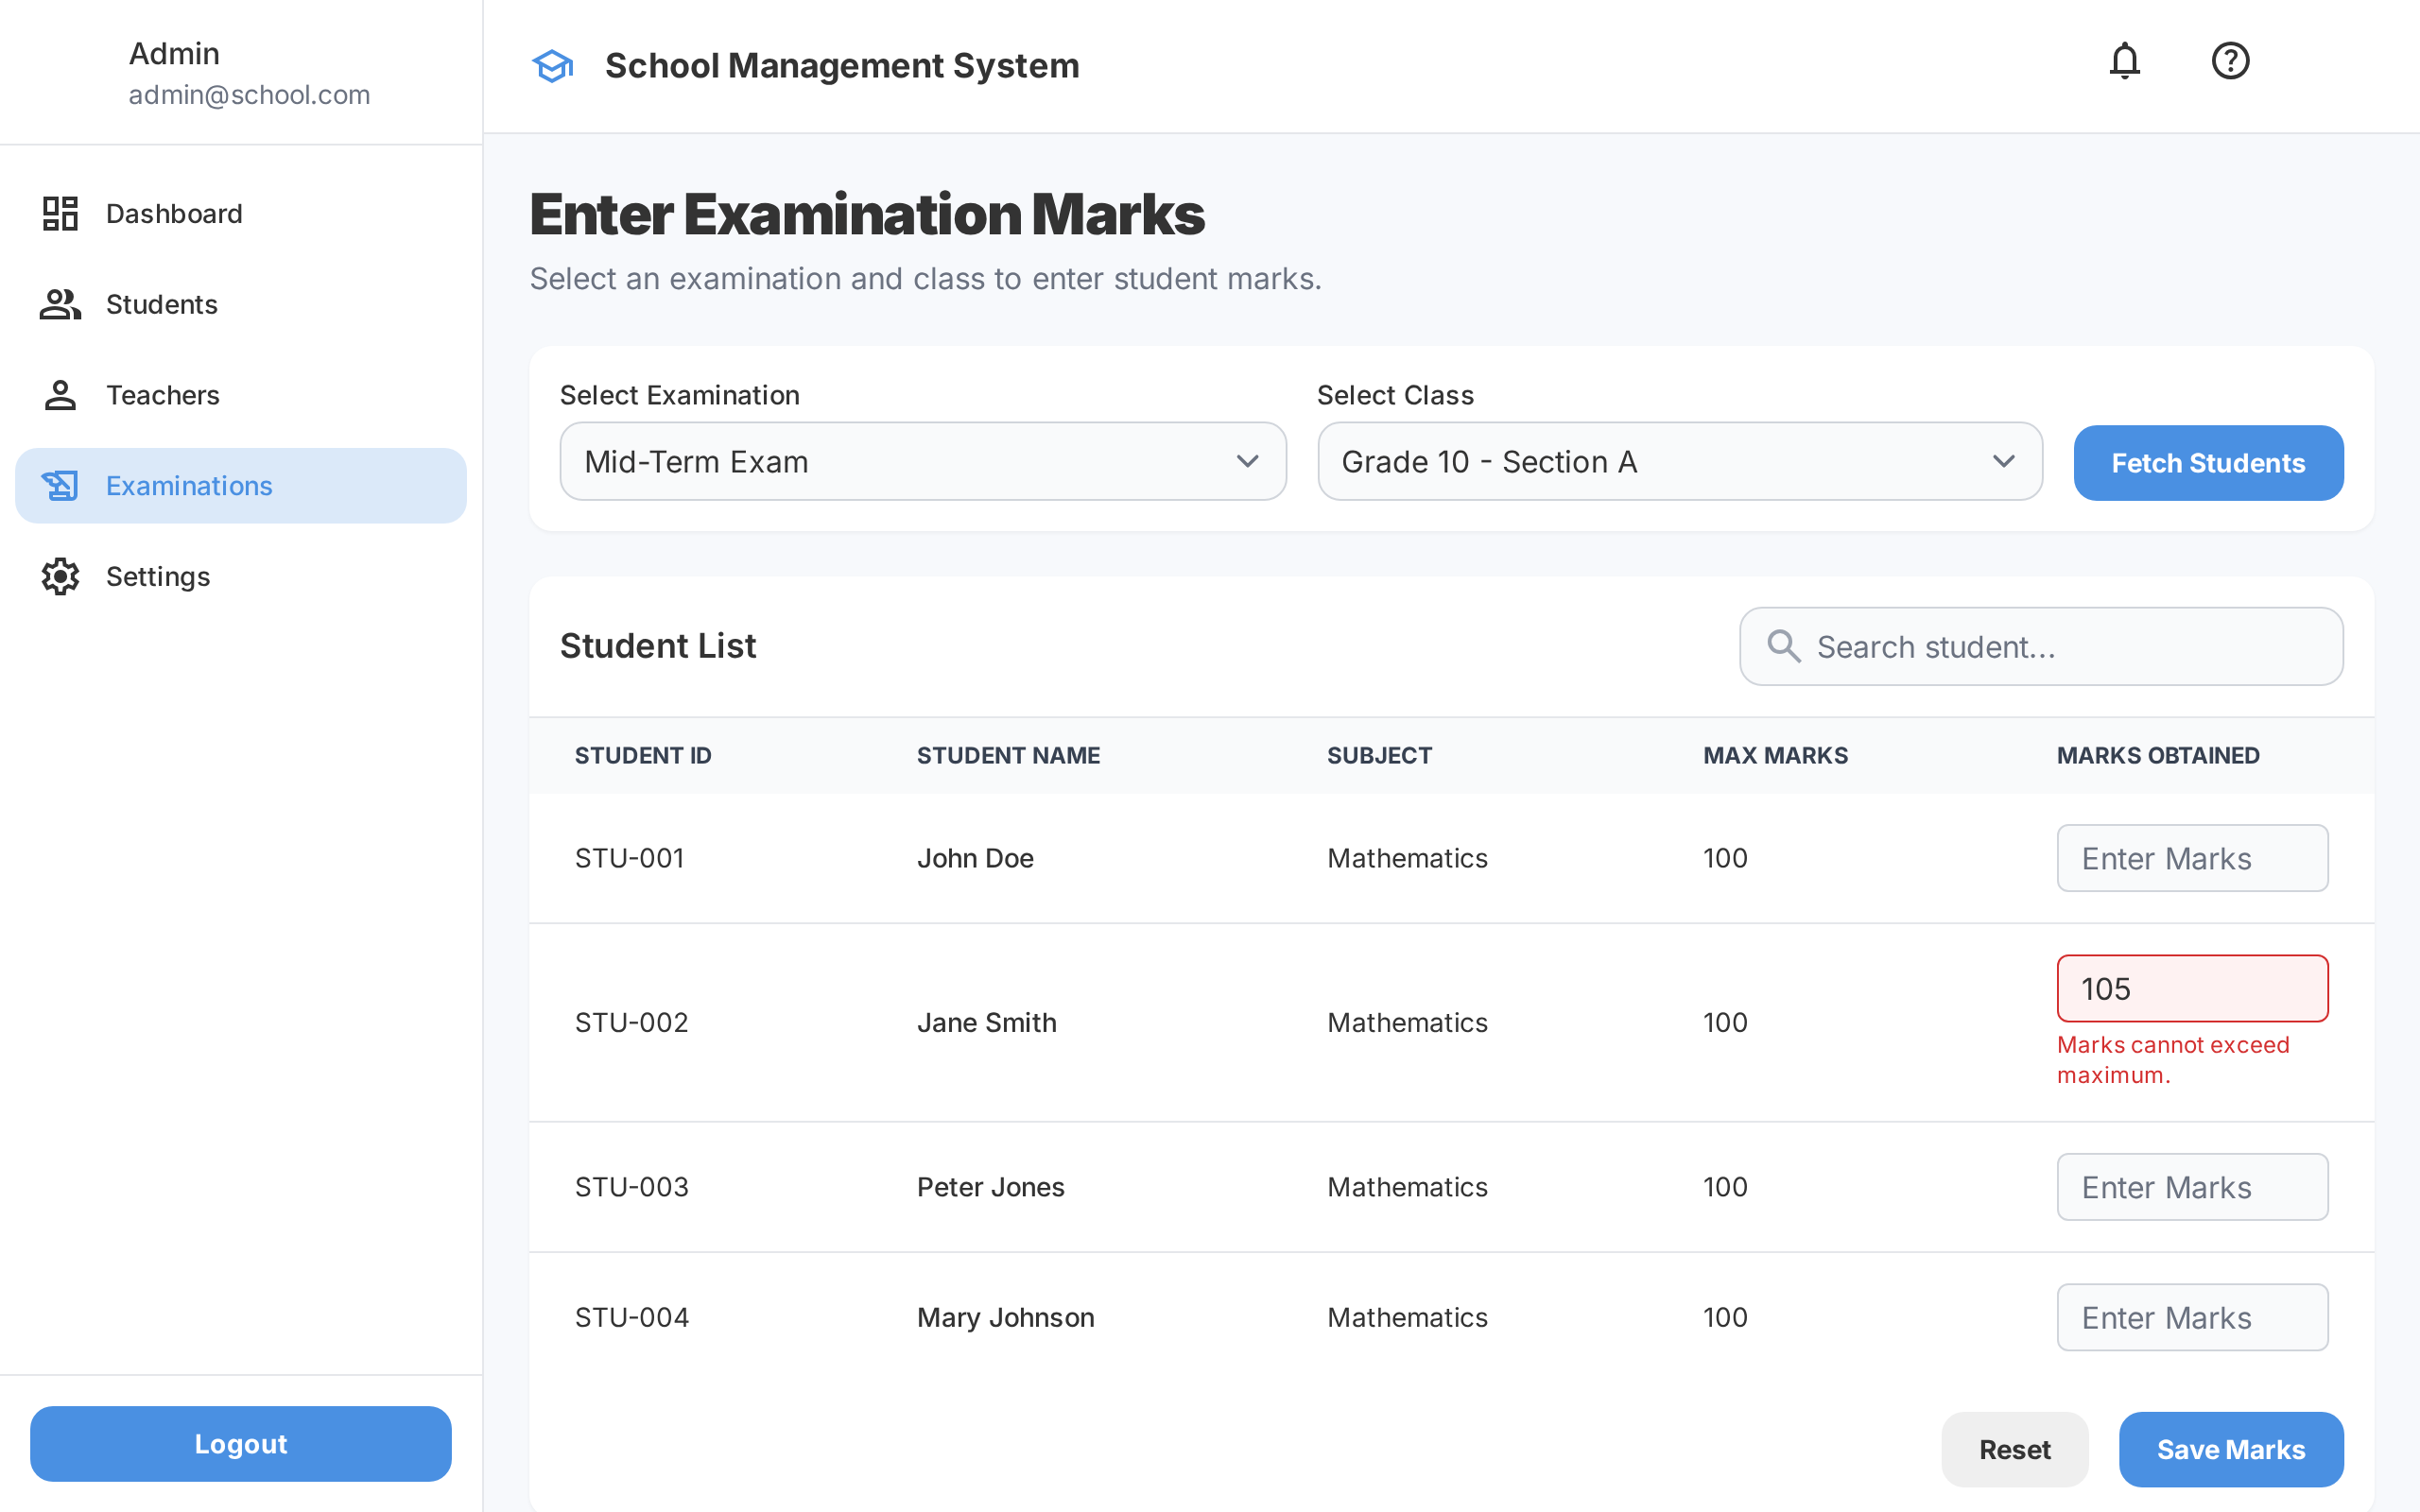 Admin
admin@school.com
Dashboard
Students
Teachers
Examinations
Settings
Logout
School Management System
Enter Examination Marks
Select an examination and class to enter student marks.
Select Examination
Mid-Term Exam
Select Class
Grade 10 - Section A
Fetch Students
Student List
Search student...
STUDENT ID STUDENT NAME SUBJECT MAX MARKS MARKS OBTAINED
STU-001 John Doe Mathematics 100 Enter Marks
STU-002 Jane Smith Mathematics 100 105
Marks cannot exceed
maximum.
STU-003 Peter Jones Mathematics 100 Enter Marks
STU-004 Mary Johnson Mathematics 100 Enter Marks
Reset
Save Marks